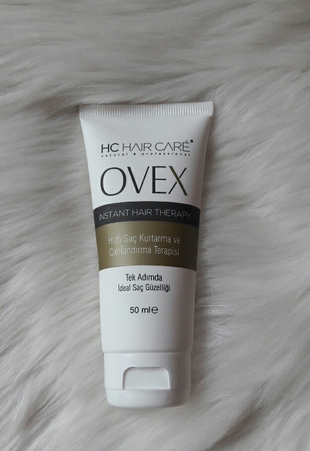 HC HAIR CARE®
natural & professional
OVEX
INSTANT HAIR THERAPY
Hızlı Saç Kurtarma ve
Canlandırma Terapisi
Tek Adımda
İdeal Saç Güzelliği
50 ml e